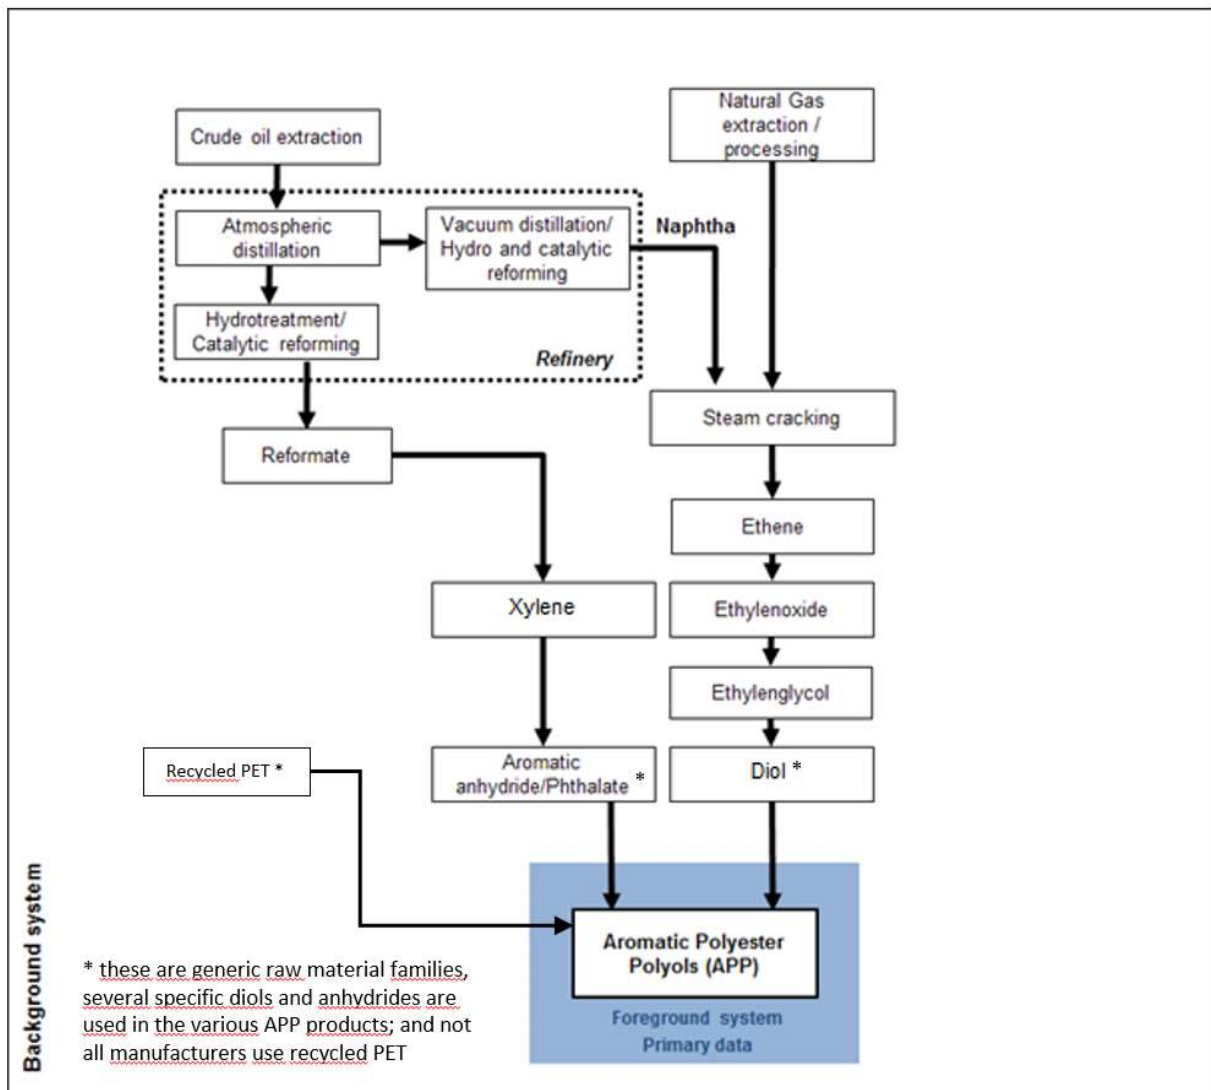 Crude oil extraction
Natural Gas
extraction /
processing
Atmospheric
distillation
Vacuum distillation/
Hydro and catalytic
reforming
Naphtha
Hydrotreatment/
Catalytic reforming
Refinery
Steam cracking
Reformate
Ethene
Xylene
Ethylenoxide
Ethylenglycol
Recycled PET *
Aromatic
anhydride/Phthalate *
Diol *
Aromatic Polyester
Polyols (APP)
Foreground system
Primary data
* these are generic raw material families,
several specific diols and anhydrides are
used in the various APP products; and not
all manufacturers use recycled PET
Background system